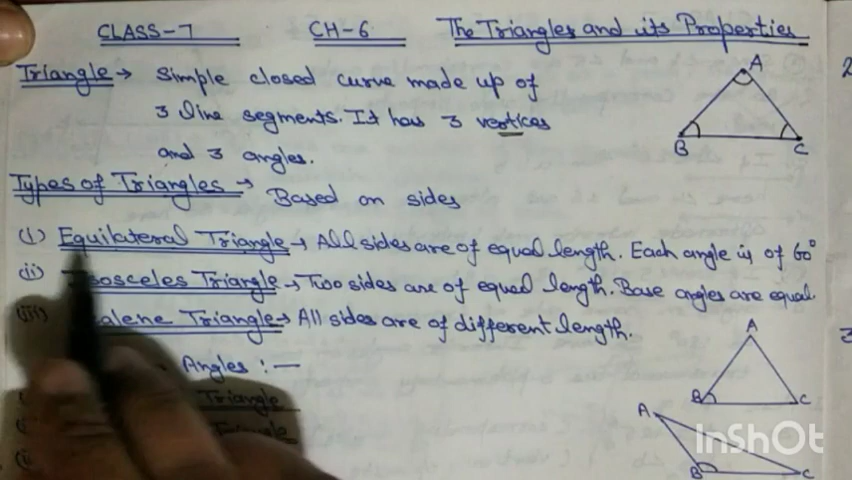 CLASS-7 CH-6 The Triangles and its Properties
Triangle → Simple closed curve made up of
3 line segments. It has 3 vertices
and 3 angles.
A
B C
Types of Triangles → Based on sides
(i) Equilateral Triangle → All sides are of equal length. Each angle is of 60°
(ii) Isosceles Triangle → Two sides are of equal length. Base angles are equal.
(iii) Scalene Triangle → All sides are of different length.
Angles :—
A
B C
Triangle
A
B C
InShOt